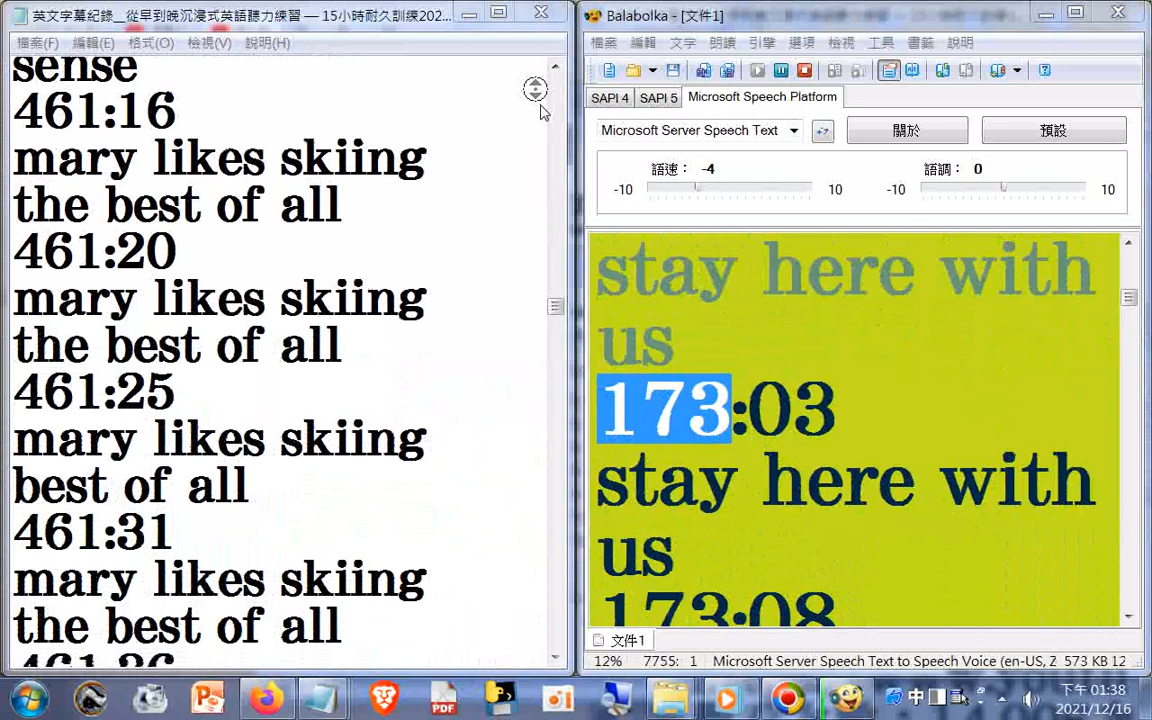 英文字幕紀錄__從早到晚沉浸式英語聽力練習 — 15小時耐久訓練202...
檔案(F) 編輯(E) 格式(O) 檢視(V) 說明(H)
sense
461:16
mary likes skiing
the best of all
461:20
mary likes skiing
the best of all
461:25
mary likes skiing
best of all
461:31
mary likes skiing
the best of all
461:36
Balabolka - [文件1]
檔案 編輯 文字 朗讀 引擎 選項 檢視 工具 書籤 說明
SAPI 4 SAPI 5 Microsoft Speech Platform
Microsoft Server Speech Text 關於 預設
語速： -4 語調： 0
-10 10 -10 10
stay here with
us
173:03
stay here with
us
173:08
文件1
12% 7755: 1 Microsoft Server Speech Text to Speech Voice (en-US, Z 573 KB 12
中 下午 01:38
2021/12/16